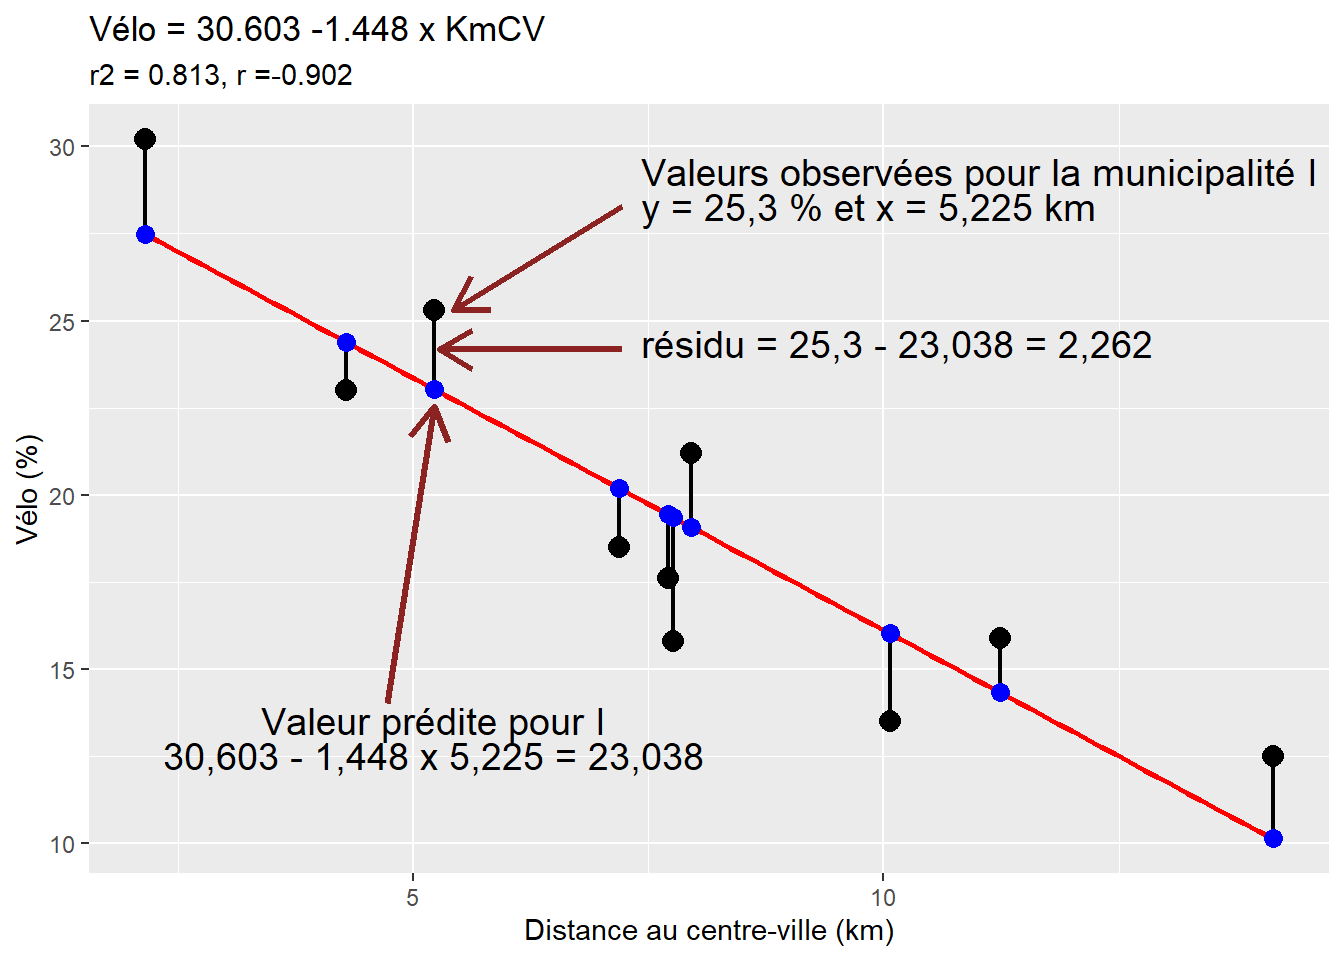 Vélo = 30.603 -1.448 x KmCV
r2 = 0.813, r =-0.902
30
25
20
15
10
Vélo (%)
Valeurs observées pour la municipalité I
y = 25,3 % et x = 5,225 km
résidu = 25,3 - 23,038 = 2,262
Valeur prédite pour I
30,603 - 1,448 x 5,225 = 23,038
5
10
Distance au centre-ville (km)